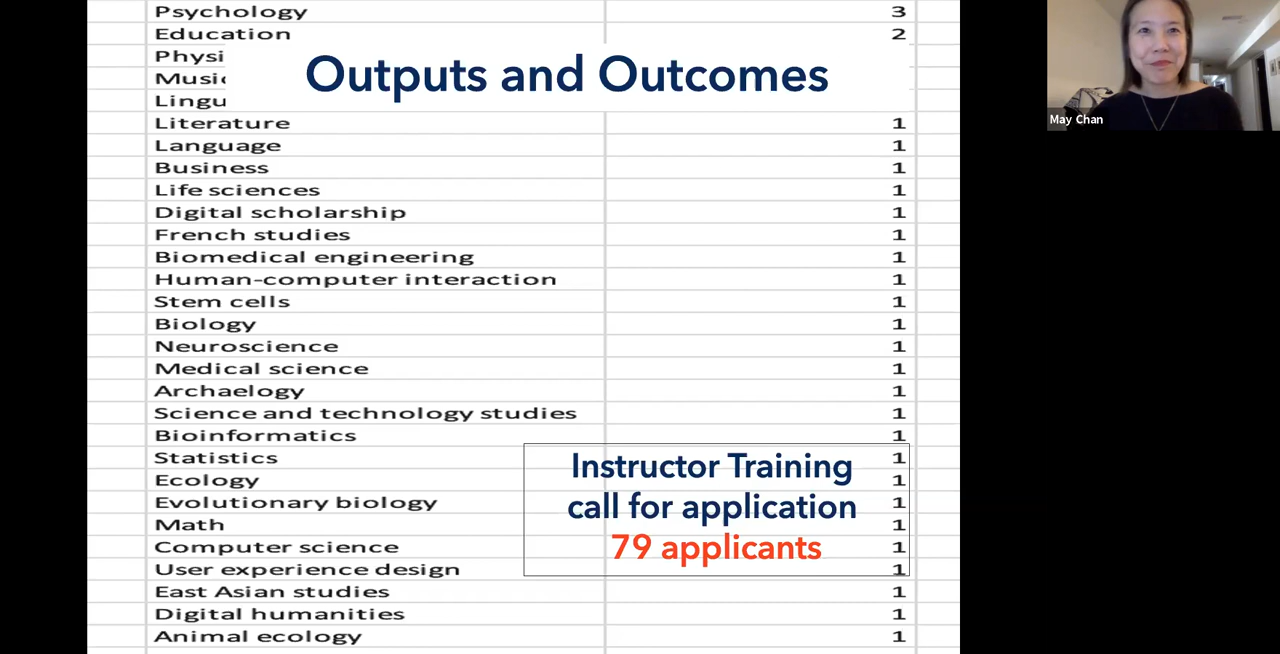 Psychology 3
Education 2
Outputs and Outcomes
Literature 1
Language 1
Business 1
Life sciences 1
Digital scholarship 1
French studies 1
Biomedical engineering 1
Human-computer interaction 1
Stem cells 1
Biology 1
Neuroscience 1
Medical science 1
Archaelogy 1
Science and technology studies 1
Bioinformatics 1
Statistics 1
Ecology 1
Evolutionary biology 1
Math 1
Computer science 1
User experience design 1
East Asian studies 1
Digital humanities 1
Animal ecology 1
Instructor Training
call for application
79 applicants
May Chan